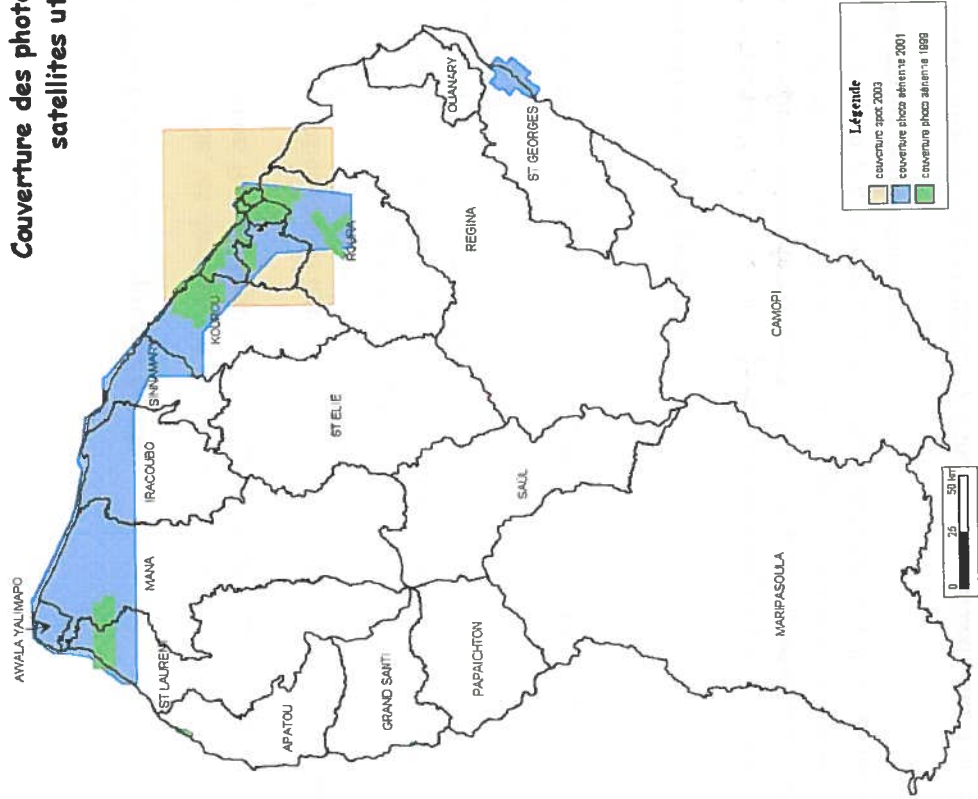 Couverture des photo
satellites ut
AWALA YALIMAPO
MANA
IRACOUBO
SINNAMARY
KOUROU
ROURA
OUANARY
ST GEORGES
REGINA
ST LAURENT
ST ELIE
APATOU
GRAND SANTI
PAPAICHTON
SAÜL
CAMOPI
MARIPASOULA
Légende
couverture spot 2003
couverture photo aérienne 2001
couverture photo aérienne 1999
0 25 50 km